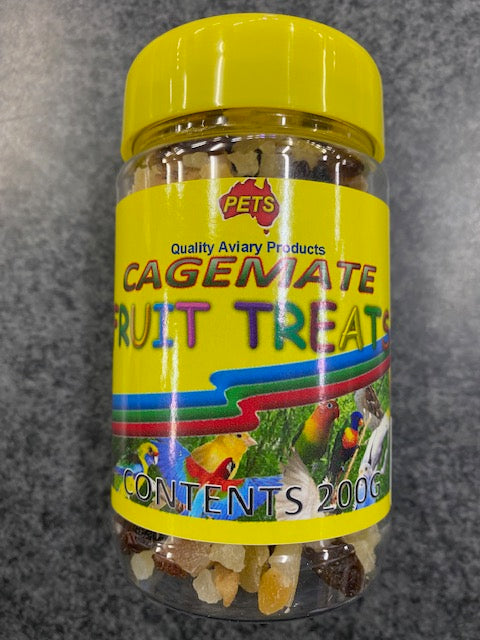 PETS
Quality Aviary Products
CAGEMATE
FRUIT TREATS
CONTENTS 200G